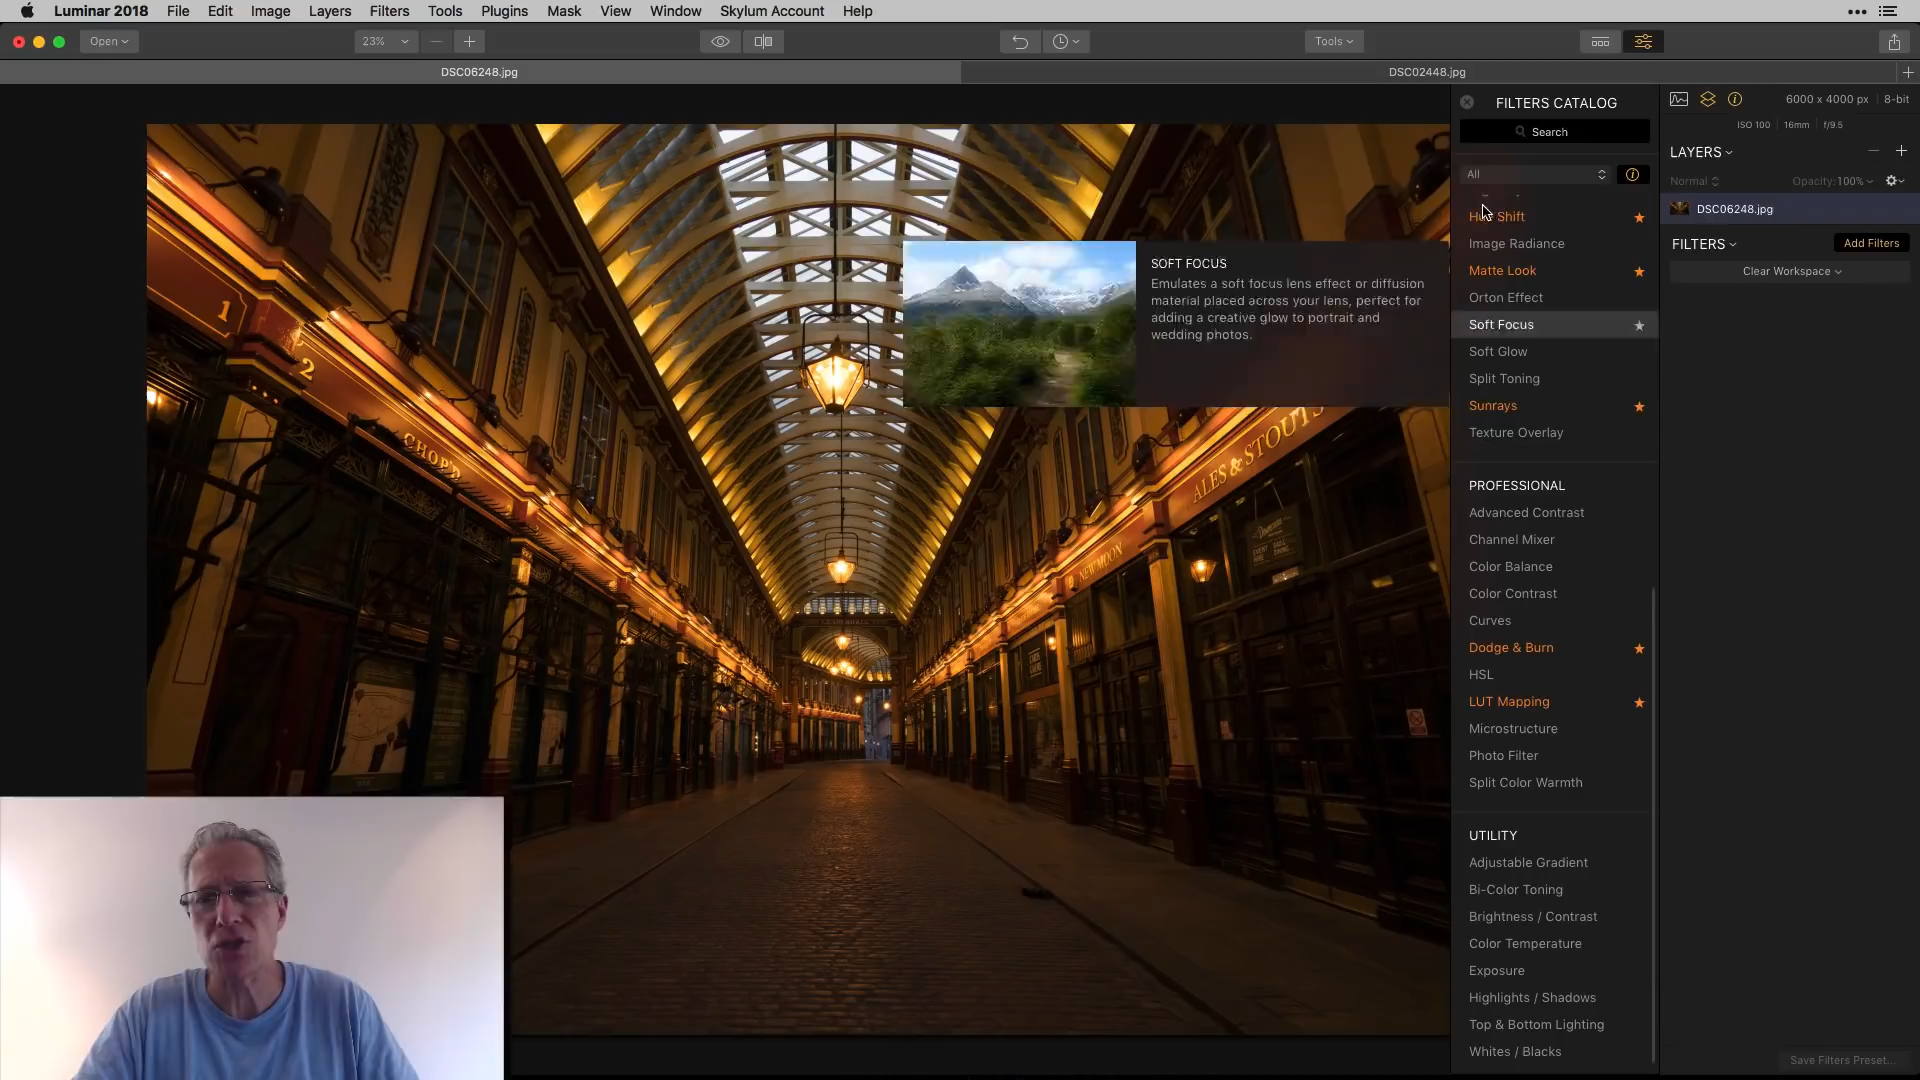 Luminar 2018 File Edit Image Layers Filters Tools Plugins Mask View Window Skylum Account Help
Open 23% Tools
DSC06248.jpg DSC02448.jpg
FILTERS CATALOG
Search
All
Shift
Image Radiance
Matte Look
Orton Effect
Soft Focus
Soft Glow
Split Toning
Sunrays
Texture Overlay
PROFESSIONAL
Advanced Contrast
Channel Mixer
Color Balance
Color Contrast
Curves
Dodge & Burn
HSL
LUT Mapping
Microstructure
Photo Filter
Split Color Warmth
UTILITY
Adjustable Gradient
Bi-Color Toning
Brightness / Contrast
Color Temperature
Exposure
Highlights / Shadows
Top & Bottom Lighting
Whites / Blacks
6000 x 4000 px 8-bit
ISO 100 16mm f/9.5
LAYERS
Normal Opacity: 100%
DSC06248.jpg
FILTERS Add Filters
Clear Workspace
Save Filters Preset...
SOFT FOCUS
Emulates a soft focus lens effect or diffusion
material placed across your lens, perfect for
adding a creative glow to portrait and
wedding photos.
1
2
CHOP'D
ALES & STOUTS
NEW MOON